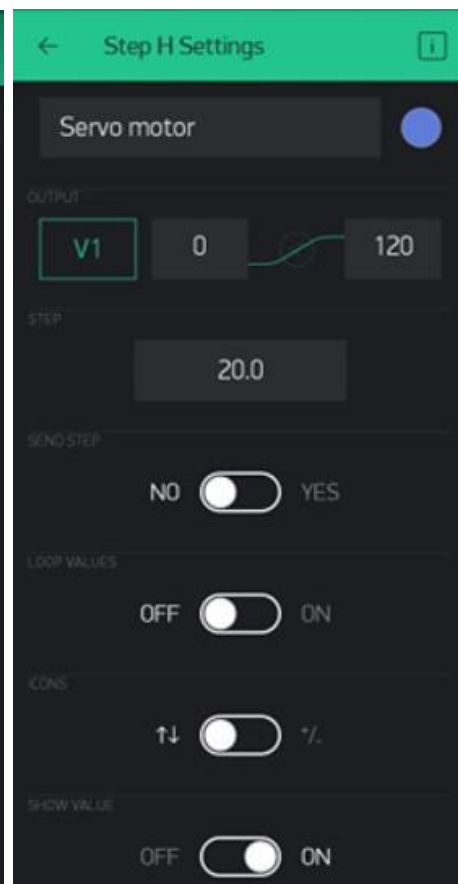 ← Step H Settings i
Servo motor
OUTPUT
V1 0 120
STEP
20.0
SEND STEP
NO YES
LOOP VALUES
OFF ON
ICONS
↑↓ +/-
SHOW VALUE
OFF ON